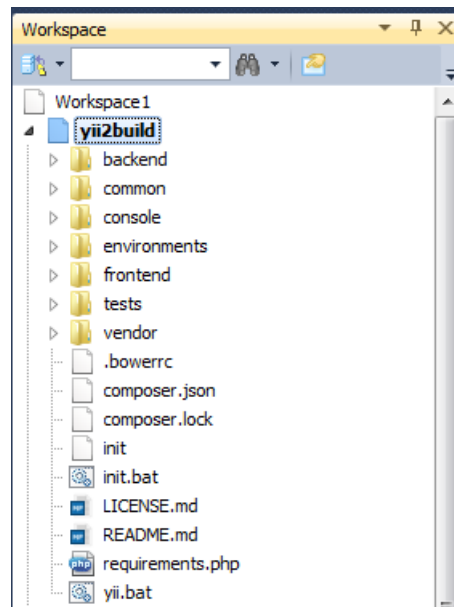 Workspace
Workspace1
yii2build
backend
common
console
environments
frontend
tests
vendor
.bowerrc
composer.json
composer.lock
init
init.bat
LICENSE.md
README.md
requirements.php
yii.bat